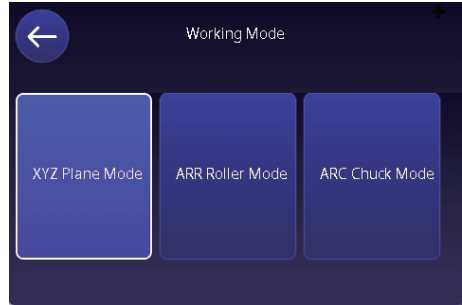 Working Mode
XYZ Plane Mode
ARR Roller Mode
ARC Chuck Mode